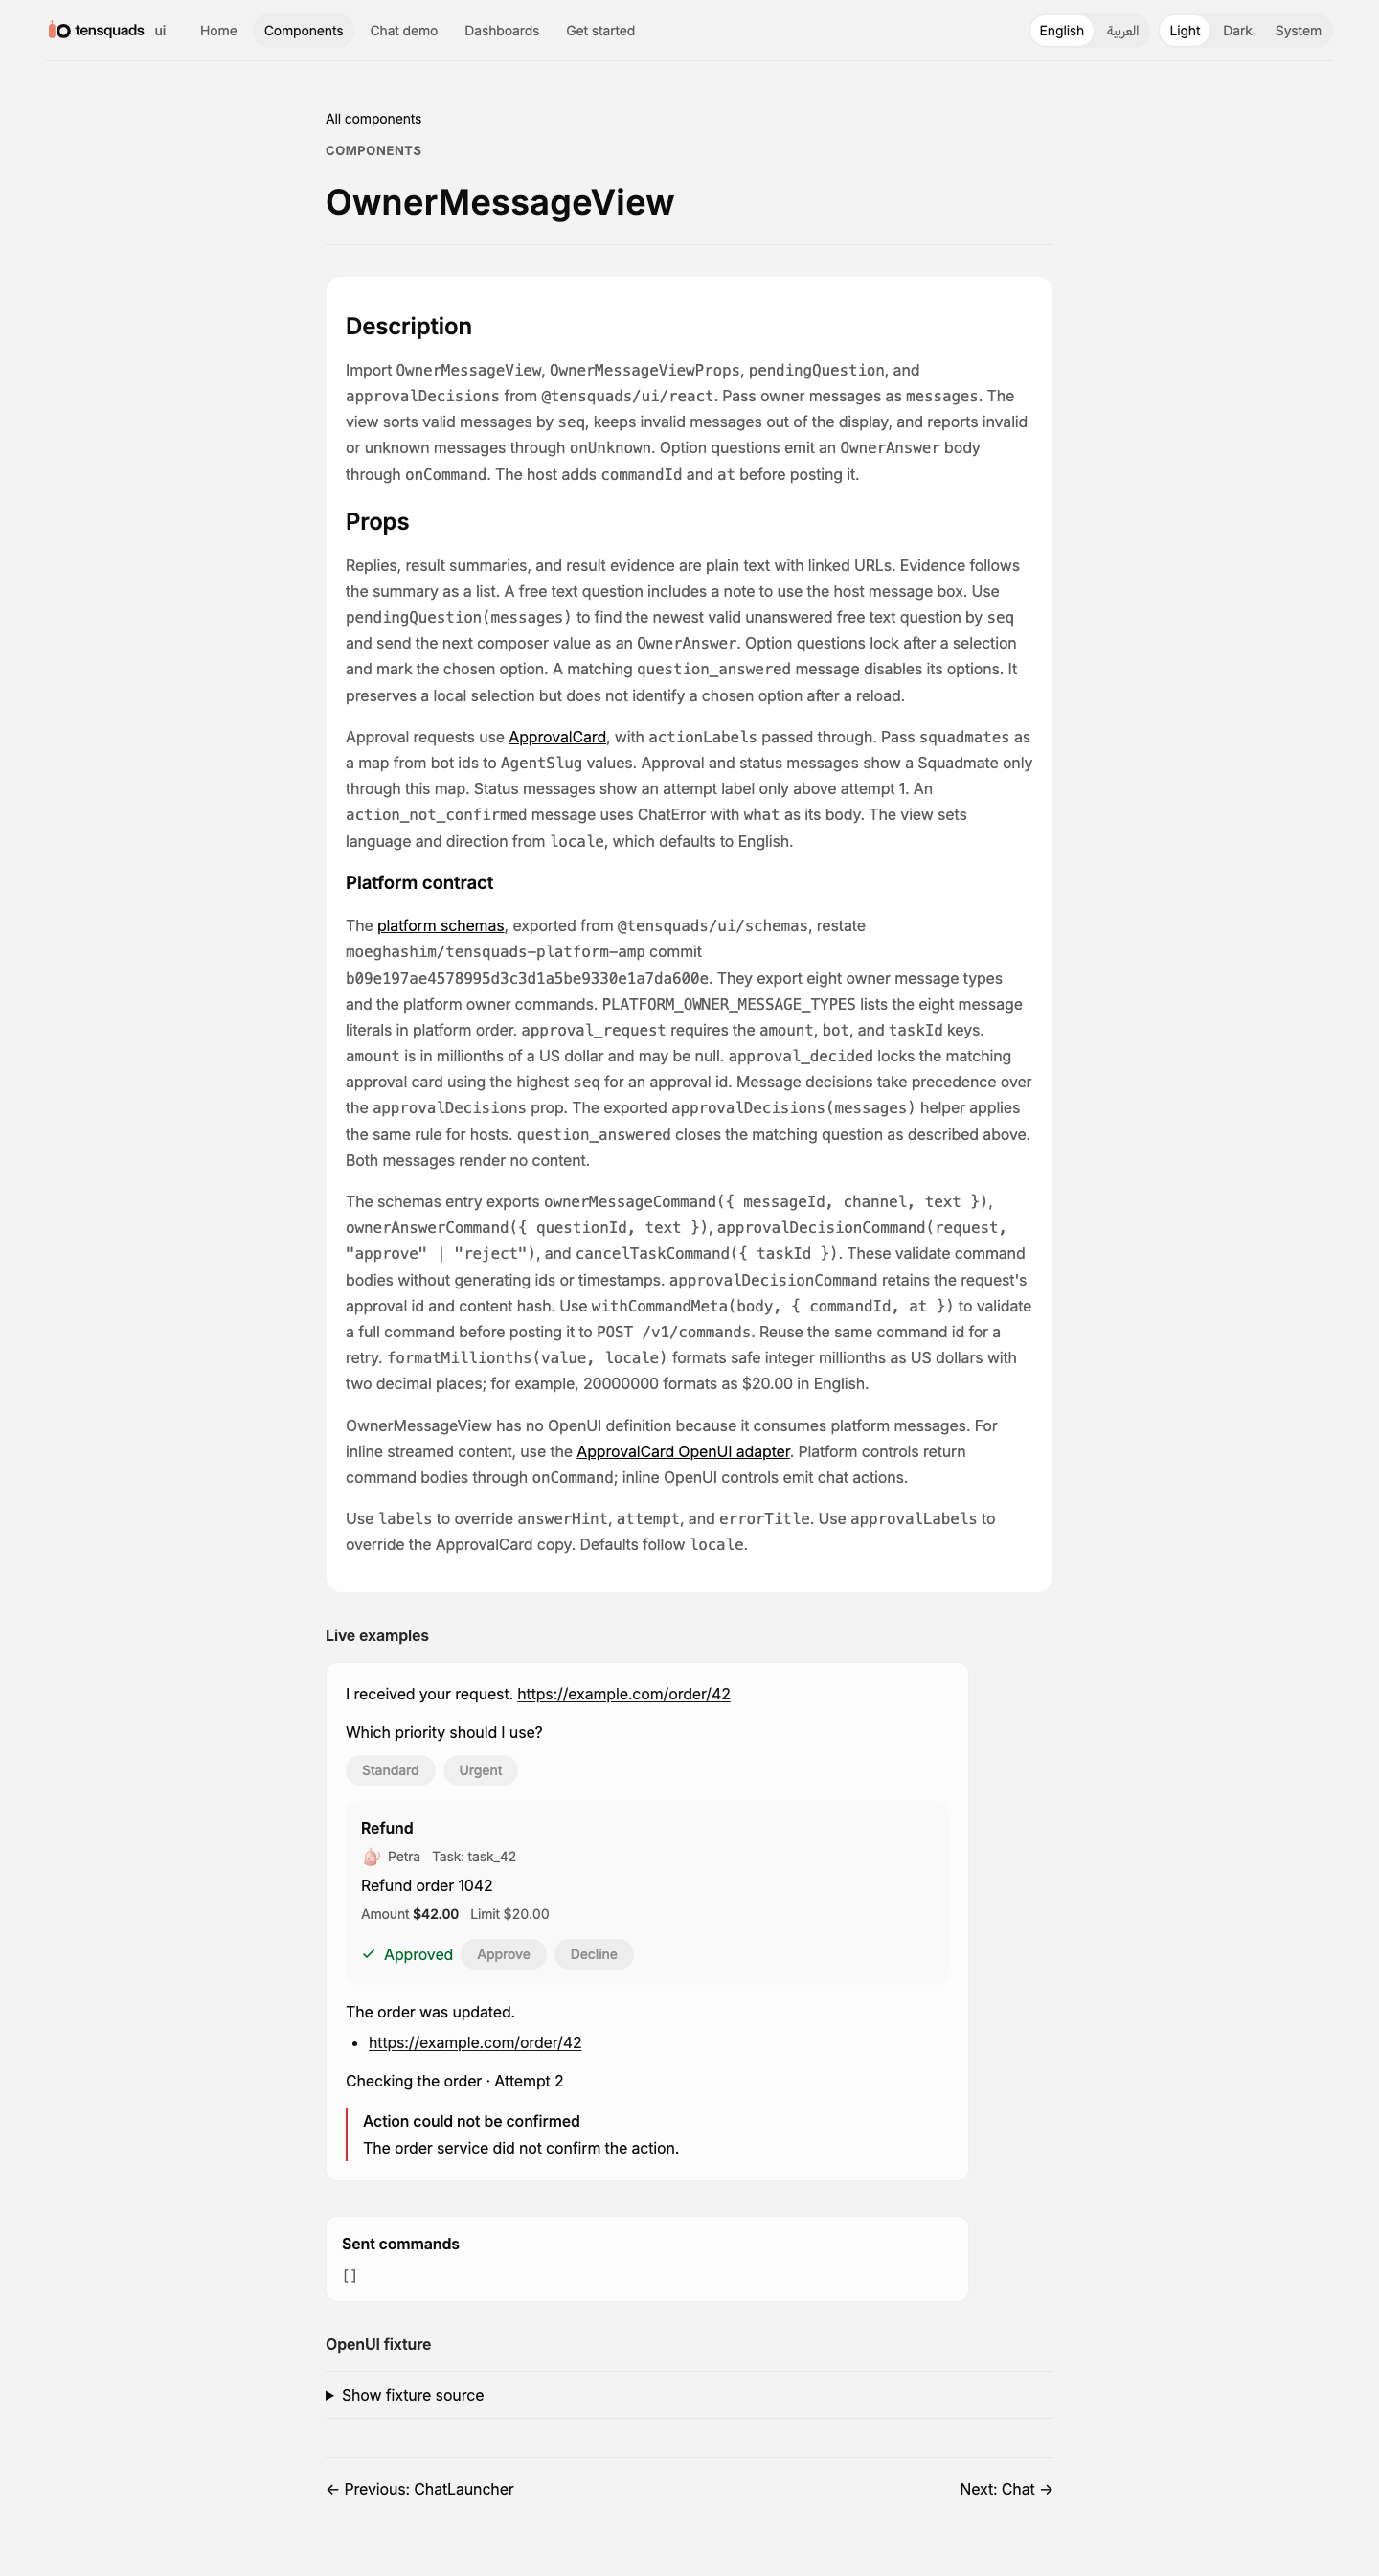 tensquads ui Home Components Chat demo Dashboards Get started English العربية Light Dark System
All components
COMPONENTS
OwnerMessageView
Description
Import OwnerMessageView, OwnerMessageViewProps, pendingQuestion, and
approvalDecisions from @tensquads/ui/react. Pass owner messages as messages. The
view sorts valid messages by seq, keeps invalid messages out of the display, and reports invalid
or unknown messages through onUnknown. Option questions emit an OwnerAnswer body
through onCommand. The host adds commandId and at before posting it.
Props
Replies, result summaries, and result evidence are plain text with linked URLs. Evidence follows
the summary as a list. A free text question includes a note to use the host message box. Use
pendingQuestion(messages) to find the newest valid unanswered free text question by seq
and send the next composer value as an OwnerAnswer. Option questions lock after a selection
and mark the chosen option. A matching question_answered message disables its options. It
preserves a local selection but does not identify a chosen option after a reload.
Approval requests use ApprovalCard, with actionLabels passed through. Pass squadmates as
a map from bot ids to AgentSlug values. Approval and status messages show a Squadmate only
through this map. Status messages show an attempt label only above attempt 1. An
action_not_confirmed message uses ChatError with what as its body. The view sets
language and direction from locale, which defaults to English.
Platform contract
The platform schemas, exported from @tensquads/ui/schemas, restate
moeghashim/tensquads-platform-amp commit
b09e197ae4578995d3c3d1a5be9330e1a7da600e. They export eight owner message types
and the platform owner commands. PLATFORM_OWNER_MESSAGE_TYPES lists the eight message
literals in platform order. approval_request requires the amount, bot, and taskId keys.
amount is in millionths of a US dollar and may be null. approval_decided locks the matching
approval card using the highest seq for an approval id. Message decisions take precedence over
the approvalDecisions prop. The exported approvalDecisions(messages) helper applies
the same rule for hosts. question_answered closes the matching question as described above.
Both messages render no content.
The schemas entry exports ownerMessageCommand({ messageId, channel, text }),
ownerAnswerCommand({ questionId, text }), approvalDecisionCommand(request,
"approve" | "reject"), and cancelTaskCommand({ taskId }). These validate command
bodies without generating ids or timestamps. approvalDecisionCommand retains the request's
approval id and content hash. Use withCommandMeta(body, { commandId, at }) to validate
a full command before posting it to POST /v1/commands. Reuse the same command id for a
retry. formatMillionths(value, locale) formats safe integer millionths as US dollars with
two decimal places; for example, 20000000 formats as $20.00 in English.
OwnerMessageView has no OpenUI definition because it consumes platform messages. For
inline streamed content, use the ApprovalCard OpenUI adapter. Platform controls return
command bodies through onCommand; inline OpenUI controls emit chat actions.
Use labels to override answerHint, attempt, and errorTitle. Use approvalLabels to
override the ApprovalCard copy. Defaults follow locale.
Live examples
I received your request. https://example.com/order/42
Which priority should I use?
Standard Urgent
Refund
Petra Task: task_42
Refund order 1042
Amount $42.00 Limit $20.00
Approved Approve Decline
The order was updated.
• https://example.com/order/42
Checking the order · Attempt 2
Action could not be confirmed
The order service did not confirm the action.
Sent commands
[]
OpenUI fixture
▶ Show fixture source
← Previous: ChatLauncher Next: Chat →